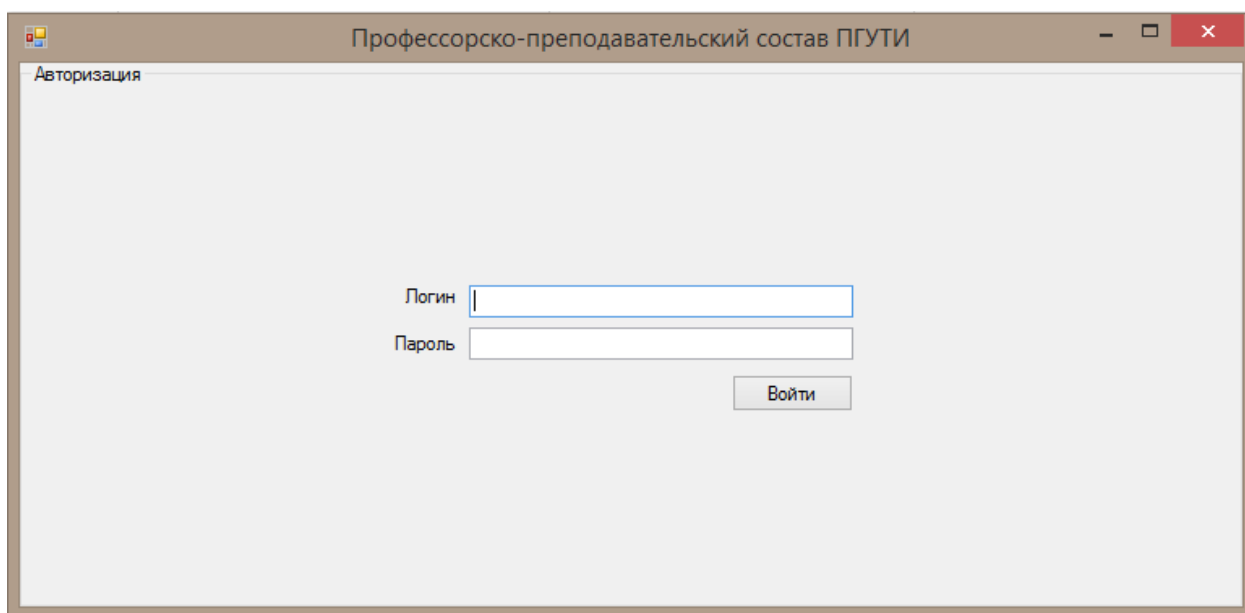 Профессорско-преподавательский состав ПГУТИ
Авторизация
Логин
Пароль
Войти